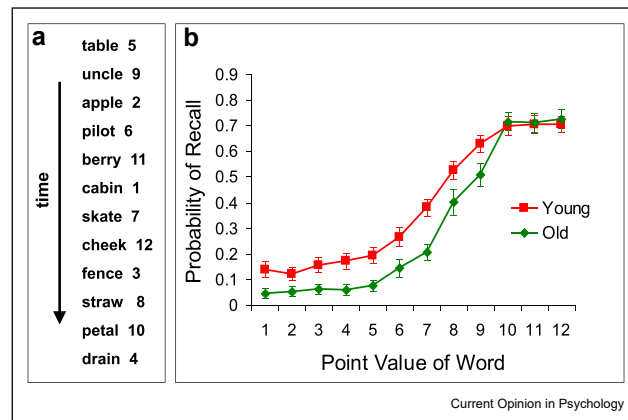 a
table 5
uncle 9
apple 2
pilot 6
berry 11
cabin 1
skate 7
cheek 12
fence 3
straw 8
petal 10
drain 4
time
b
Probability of Recall
0.9
0.8
0.7
0.6
0.5
0.4
0.3
0.2
0.1
0
1 2 3 4 5 6 7 8 9 10 11 12
Point Value of Word
Young
Old
Current Opinion in Psychology